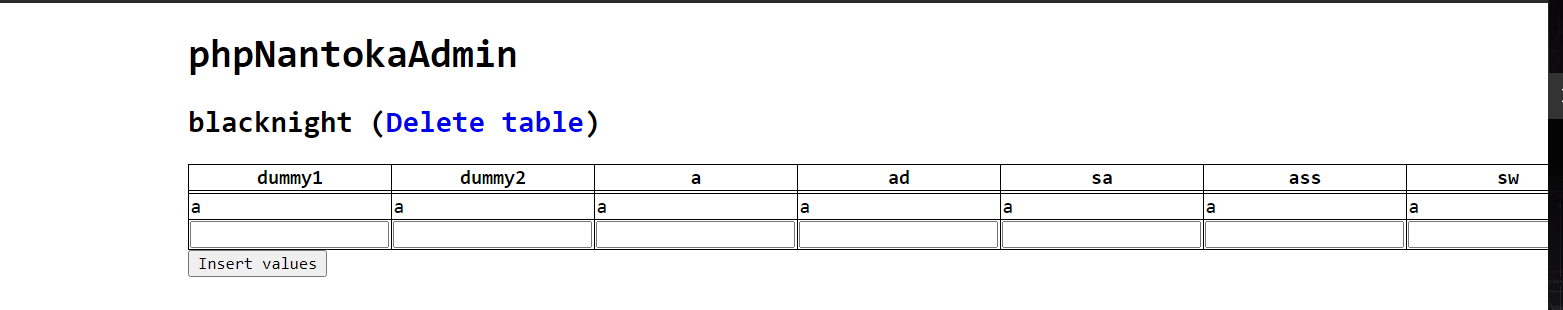 phpNantokaAdmin
blacknight (Delete table)
dummy1 dummy2 a ad sa ass sw
a a a a a a a
Insert values